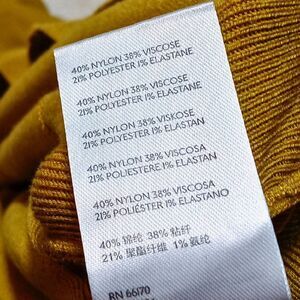 40% NYLON 38% VISCOSE
21% POLYESTER 1% ELASTANE
40% NYLON 38% VISCOSE
21% POLYESTER 1% ELASTANE
40% NYLON 38% VISKOSE
21% POLYESTER 1% ELASTAN
40% NYLON 38% VISCOSA
21% POLIESTERE 1% ELASTAN
40% NYLON 38% VISCOSA
21% POLIÉSTER 1% ELASTANO
40% 锦纶 38% 粘纤
21% 聚酯纤维 1% 氨纶
RN 66170